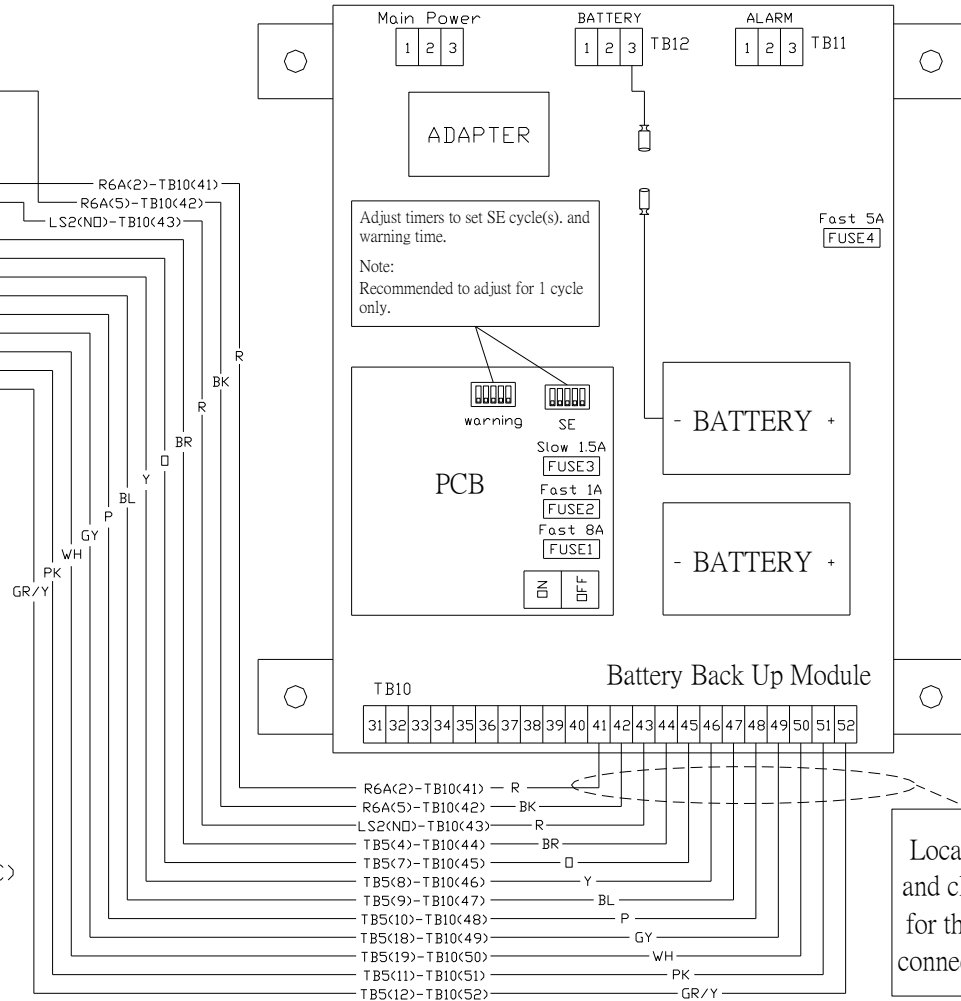 Main Power
1 2 3
BATTERY
1 2 3 TB12
ALARM
1 2 3 TB11
ADAPTER
Fast 5A
FUSE4
Adjust timers to set SE cycle(s). and
warning time.
Note:
Recommended to adjust for 1 cycle
only.
R6A(2)-TB10(41)
R6A(5)-TB10(42)
LS2(NO)-TB10(43)
R
BK
R
BR
O
Y
BL
P
GY
WH
PK
GR/Y
warning
SE
Slow 1.5A
FUSE3
Fast 1A
FUSE2
Fast 8A
FUSE1
PCB
ON OFF
- BATTERY +
- BATTERY +
Battery Back Up Module
TB10
31 32 33 34 35 36 37 38 39 40 41 42 43 44 45 46 47 48 49 50 51 52
R6A(2)-TB10(41) R
R6A(5)-TB10(42) BK
LS2(NO)-TB10(43) R
TB5(4)-TB10(44) BR
TB5(7)-TB10(45) O
TB5(8)-TB10(46) Y
TB5(9)-TB10(47) BL
TB5(10)-TB10(48) P
TB5(18)-TB10(49) GY
TB5(19)-TB10(50) WH
TB5(11)-TB10(51) PK
TB5(12)-TB10(52) GR/Y
Loca
and c
for th
connec